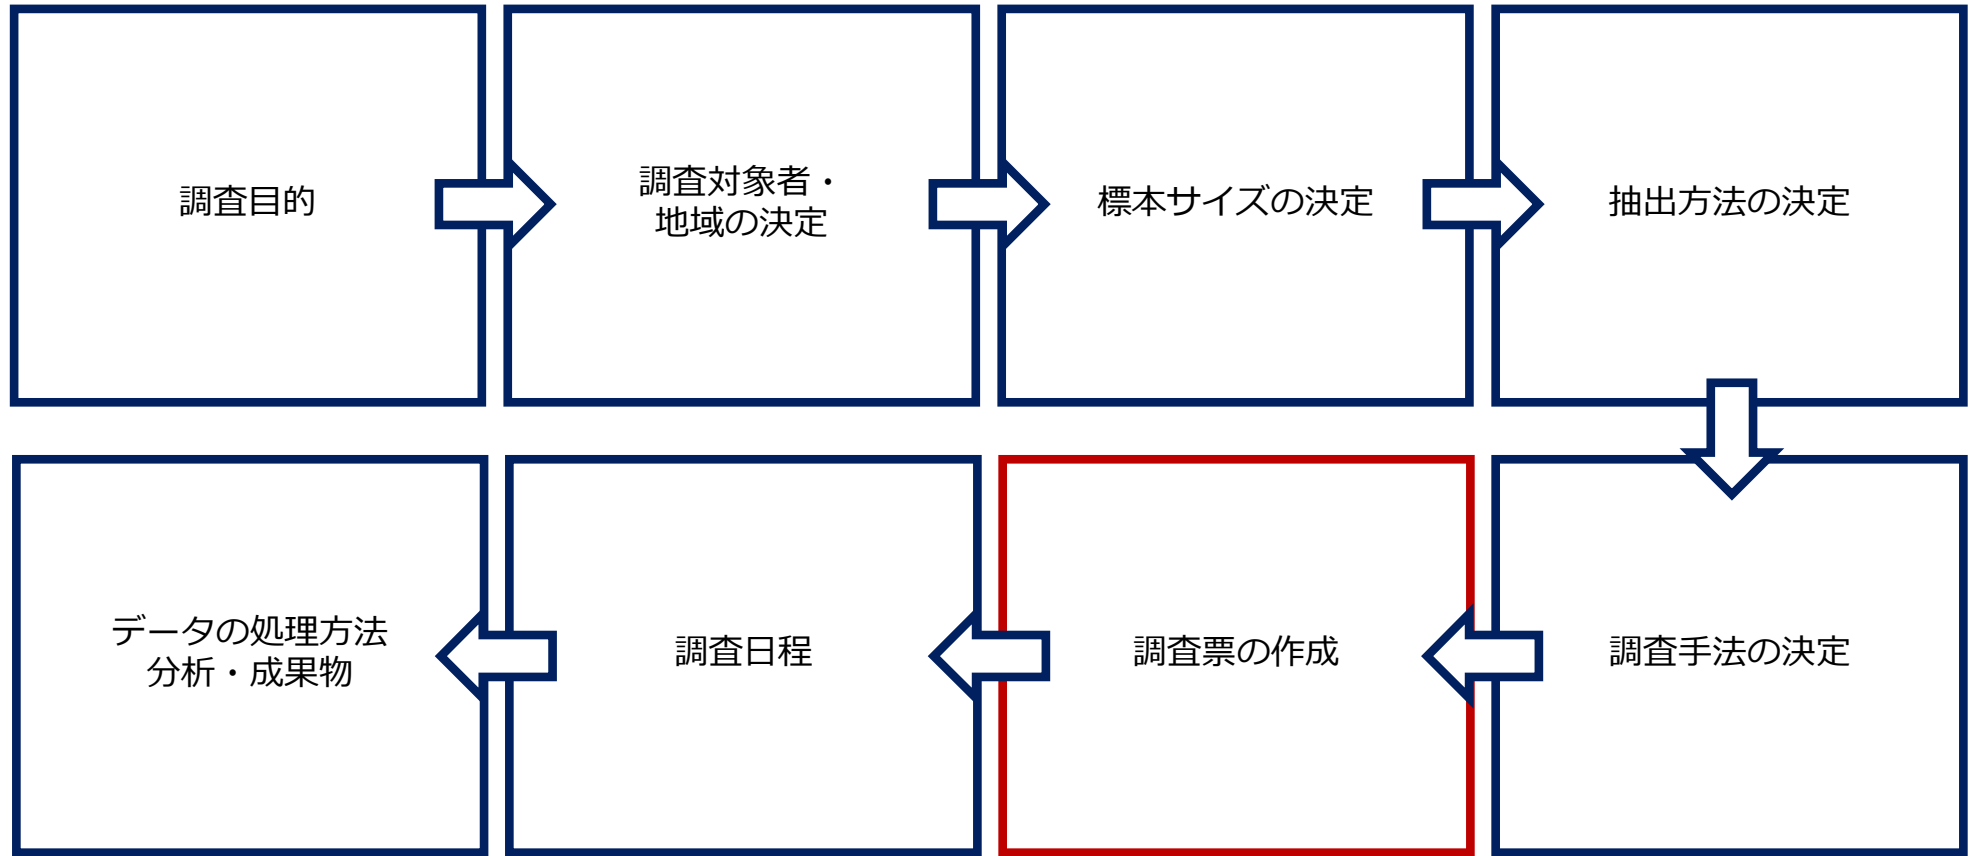 調査目的
調査対象者・
地域の決定
標本サイズの決定
抽出方法の決定
データの処理方法
分析・成果物
調査日程
調査票の作成
調査手法の決定